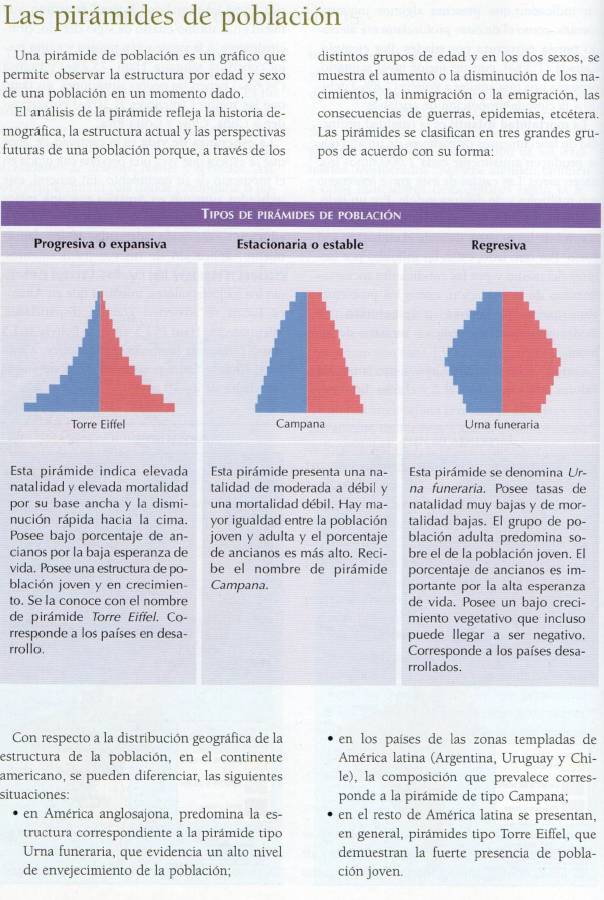 Las pirámides de población
Una pirámide de población es un gráfico que
permite observar la estructura por edad y sexo
de una población en un momento dado.
El análisis de la pirámide refleja la historia de-
mográfica, la estructura actual y las perspectivas
futuras de una población porque, a través de los
distintos grupos de edad y en los dos sexos, se
muestra el aumento o la disminución de los na-
cimientos, la inmigración o la emigración, las
consecuencias de guerras, epidemias, etcétera.
Las pirámides se clasifican en tres grandes gru-
pos de acuerdo con su forma:
TIPOS DE PIRÁMIDES DE POBLACIÓN
Progresiva o expansiva
Estacionaria o estable
Regresiva
Torre Eiffel
Campana
Urna funeraria
Esta pirámide indica elevada
natalidad y elevada mortalidad
por su base ancha y la dismi-
nución rápida hacia la cima.
Posee bajo porcentaje de an-
cianos por la baja esperanza de
vida. Posee una estructura de po-
blación joven y en crecimien-
to. Se la conoce con el nombre
de pirámide Torre Eiffel. Co-
rresponde a los países en desa-
rrollo.
Esta pirámide presenta una na-
talidad de moderada a débil y
una mortalidad débil. Hay ma-
yor igualdad entre la población
joven y adulta y el porcentaje
de ancianos es más alto. Reci-
be el nombre de pirámide
Campana.
Esta pirámide se denomina Ur-
na funeraria. Posee tasas de
natalidad muy bajas y de mor-
talidad bajas. El grupo de po-
blación adulta predomina so-
bre el de la población joven. El
porcentaje de ancianos es im-
portante por la alta esperanza
de vida. Posee un bajo creci-
miento vegetativo que incluso
puede llegar a ser negativo.
Corresponde a los países desa-
rrollados.
Con respecto a la distribución geográfica de la
estructura de la población, en el continente
americano, se pueden diferenciar, las siguientes
situaciones:
• en América anglosajona, predomina la es-
tructura correspondiente a la pirámide tipo
Urna funeraria, que evidencia un alto nivel
de envejecimiento de la población;
• en los países de las zonas templadas de
América latina (Argentina, Uruguay y Chi-
le), la composición que prevalece corres-
ponde a la pirámide de tipo Campana;
• en el resto de América latina se presentan,
en general, pirámides tipo Torre Eiffel, que
demuestran la fuerte presencia de pobla-
ción joven.